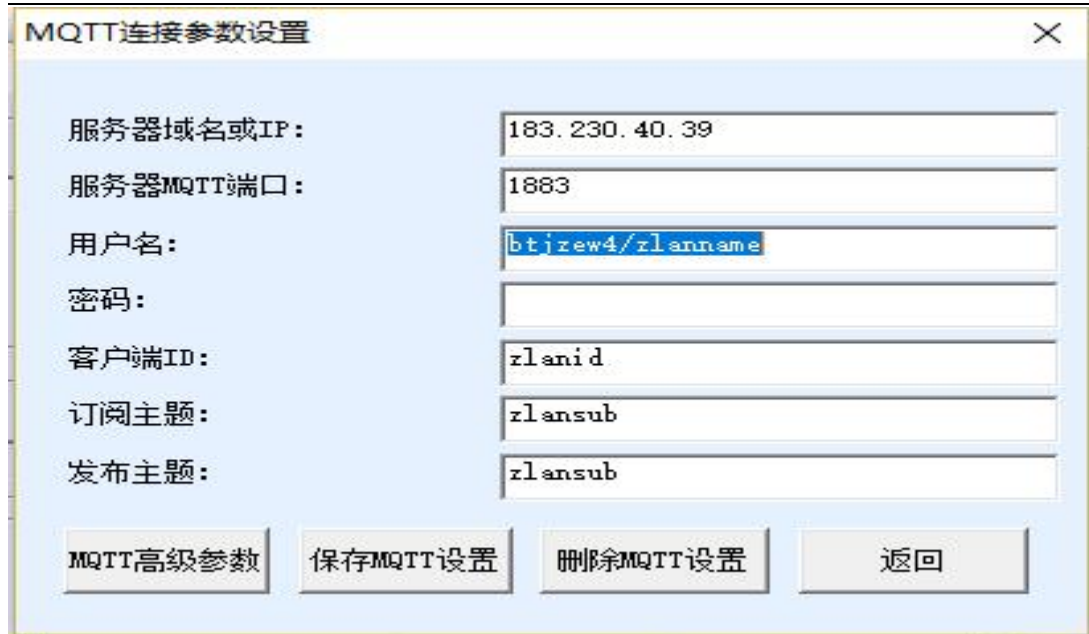 MQTT连接参数设置
服务器域名或IP: 183.230.40.39
服务器MQTT端口: 1883
用户名: btjzew4/zlanname
密码:
客户端ID: zlanid
订阅主题: zlansub
发布主题: zlansub
MQTT高级参数 保存MQTT设置 删除MQTT设置 返回